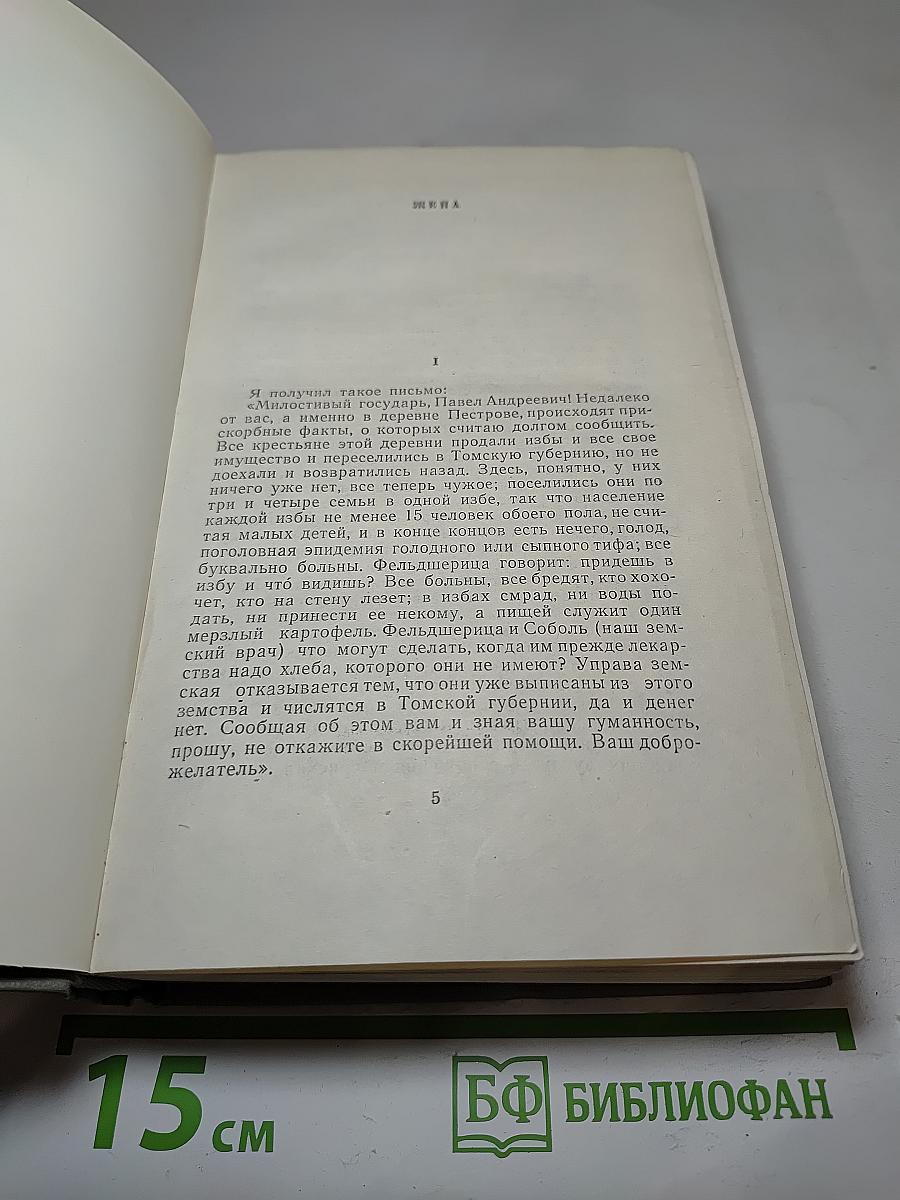 ЖЕНА
I
Я получил такое письмо:
«Милостивый государь, Павел Андреевич! Недалеко
от вас, а именно в деревне Пестрове, происходят при-
скорбные факты, о которых считаю долгом сообщить.
Все крестьяне этой деревни продали избы и все свое
имущество и переселились в Томскую губернию, но не
доехали и возвратились назад. Здесь, понятно, у них
ничего уже нет, все теперь чужое; поселились они по
три и четыре семьи в одной избе, так что население
каждой избы не менее 15 человек обоего пола, не счи-
тая малых детей, и в конце концов есть нечего, голод,
поголовная эпидемия голодного или сыпного тифа; все
буквально больны. Фельдшерица говорит: придешь в
избу и что́ видишь? Все больны, все бредят, кто хохо-
чет, кто на стену лезет; в избах смрад, ни воды по-
дать, ни принести ее некому, а пищей служит один
мерзлый картофель. Фельдшерица и Соболь (наш зем-
ский врач) что могут сделать, когда им прежде лекар-
ства надо хлеба, которого они не имеют? Управа зем-
ская отказывается тем, что они уже выписаны из этого
земства и числятся в Томской губернии, да и денег
нет. Сообщая об этом вам и зная вашу гуманность,
прошу, не откажите в скорейшей помощи. Ваш добро-
желатель».
5
15 см
БФ БИБЛИОФАН